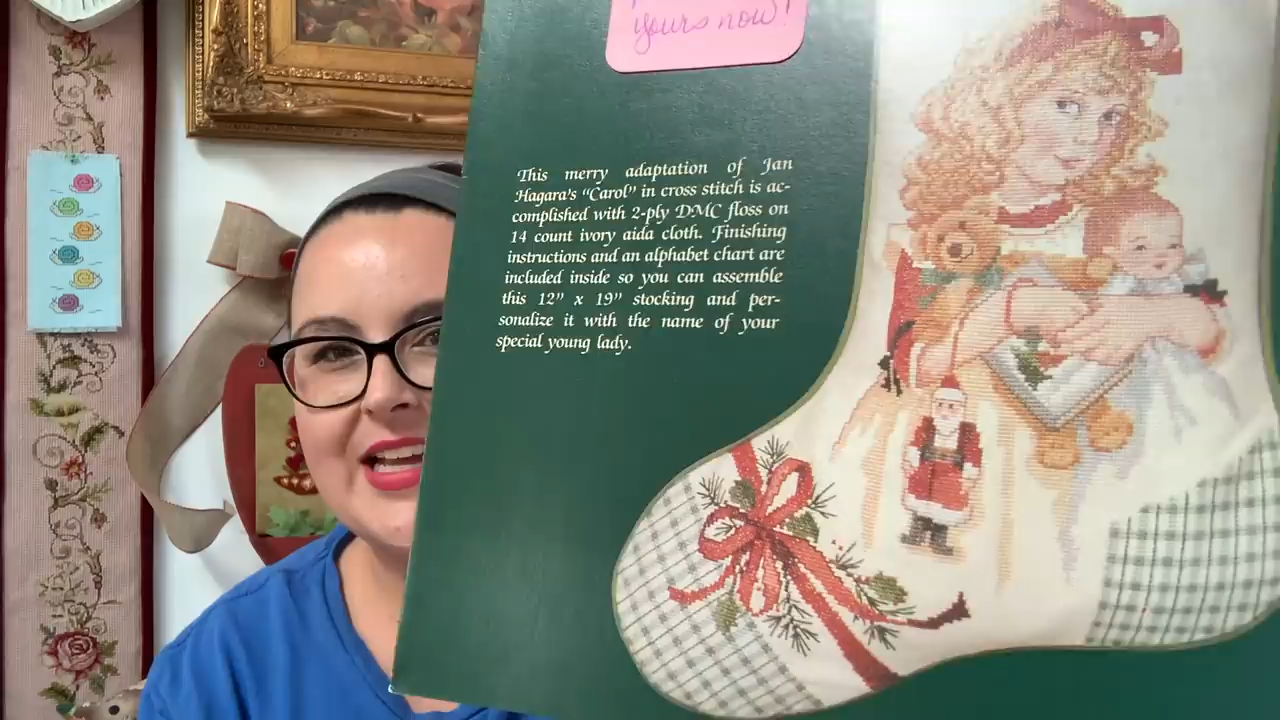 yours now!
This merry adaptation of Jan
Hagara's "Carol" in cross stitch is ac-
complished with 2-ply DMC floss on
14 count ivory aida cloth. Finishing
instructions and an alphabet chart are
included inside so you can assemble
this 12" x 19" stocking and per-
sonalize it with the name of your
special young lady.